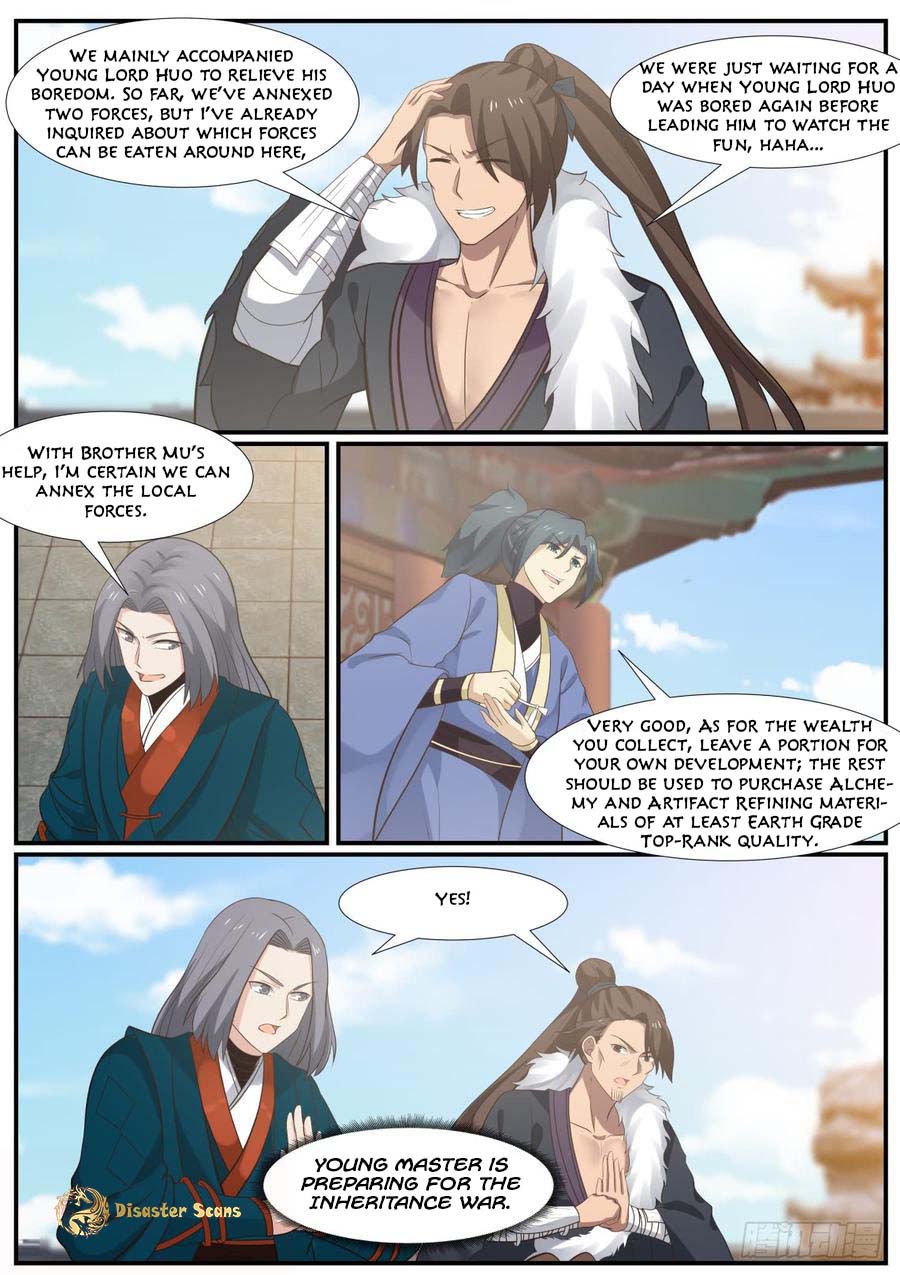 We mainly accompanied
Young Lord Huo to relieve his
boredom. So far, we've annexed
two forces, but I've already
inquired about which forces
can be eaten around here,
We were just waiting for a
day when Young Lord Huo
was bored again before
leading him to watch the
fun, haha...
With Brother Mu's
help, I'm certain we can
annex the local
forces.
Very good, as for the wealth
you collect, leave a portion for
your own development; the rest
should be used to purchase Alche-
my and Artifact Refining materi-
als of at least Earth Grade
Top-Rank quality.
Yes!
Young Master is
preparing for the
Inheritance War.
Disaster Scans
腾讯动漫